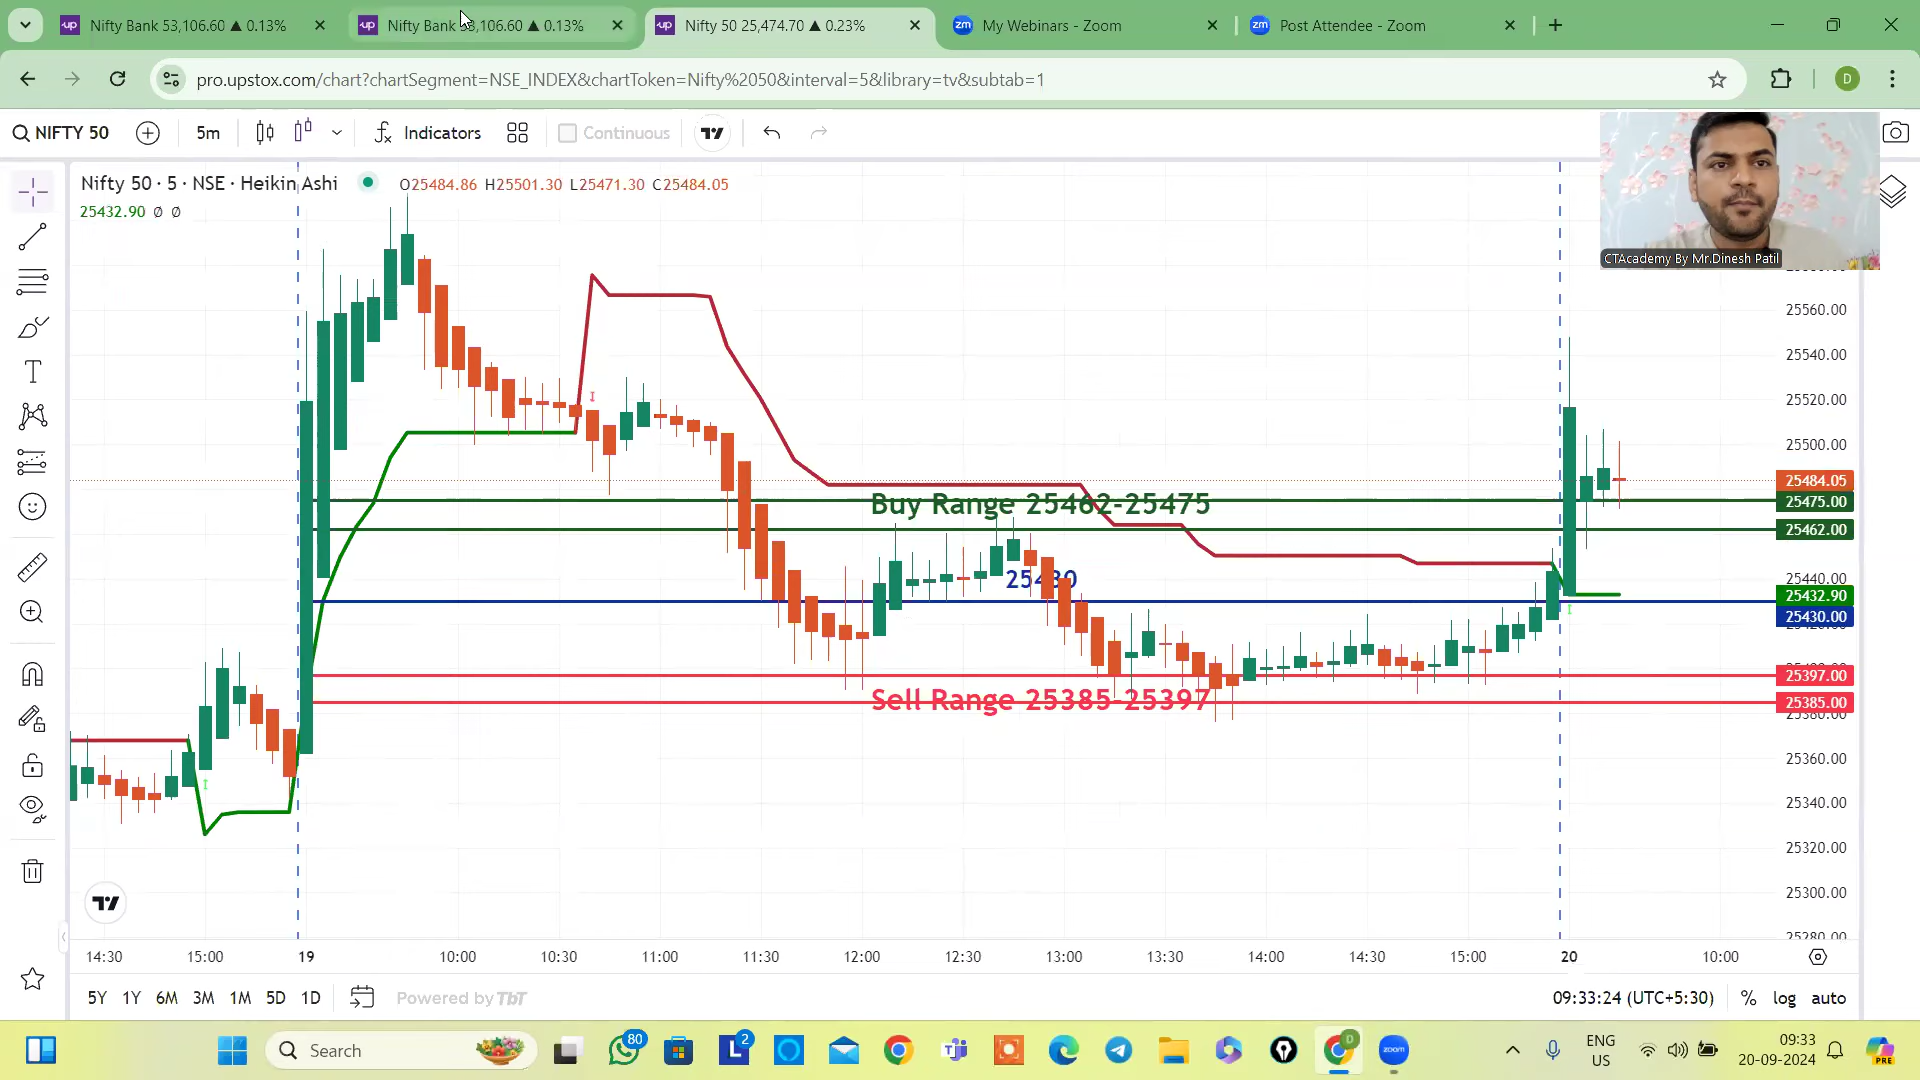 Nifty Bank 53,106.60 ▲ 0.13%
Nifty Bank 53,106.60 ▲ 0.13%
Nifty 50 25,474.70 ▲ 0.23%
My Webinars - Zoom
Post Attendee - Zoom
pro.upstox.com/chart?chartSegment=NSE_INDEX&chartToken=Nifty%2050&interval=5&library=tv&subtab=1
D
NIFTY 50
5m
Indicators
Continuous
Nifty 50 · 5 · NSE · Heikin Ashi
O25484.86 H25501.30 L25471.30 C25484.05
25432.90 Ø Ø
CTAcademy By Mr.Dinesh Patil
25560.00
25540.00
25520.00
25500.00
25484.05
25475.00
Buy Range 25462-25475
25462.00
25480
25440.00
25432.90
25430.00
25397.00
Sell Range 25385-25397
25385.00
25380.00
25360.00
25340.00
25320.00
25300.00
25280.00
14:30 15:00 19 10:00 10:30 11:00 11:30 12:00 12:30 13:00 13:30 14:00 14:30 15:00 20 10:00
5Y 1Y 6M 3M 1M 5D 1D
Powered by TbT
09:33:24 (UTC+5:30)
% log auto
Search
80
2
L
zoom
ENG
US
09:33
20-09-2024
PRE